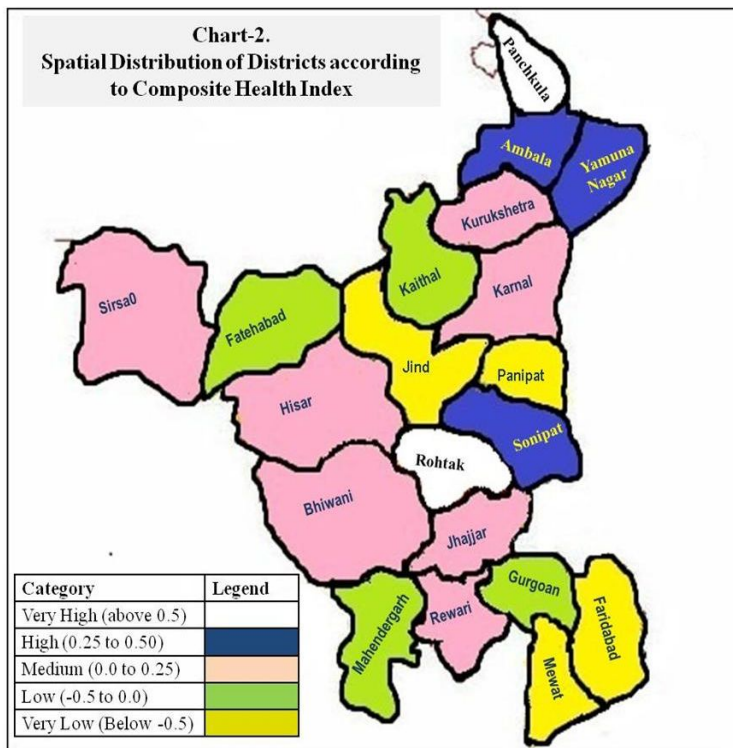 Chart-2.
Spatial Distribution of Districts according
to Composite Health Index
Panchkula
Ambala
Yamuna
Nagar
Kurukshetra
Kaithal
Karnal
Sirsa0
Fatehabad
Jind
Panipat
Hisar
Sonipat
Rohtak
Bhiwani
Jhajjar
Mahendergarh
Rewari
Gurgoan
Faridabad
Mewat
Category Legend
Very High (above 0.5)
High (0.25 to 0.50)
Medium (0.0 to 0.25)
Low (-0.5 to 0.0)
Very Low (Below -0.5)